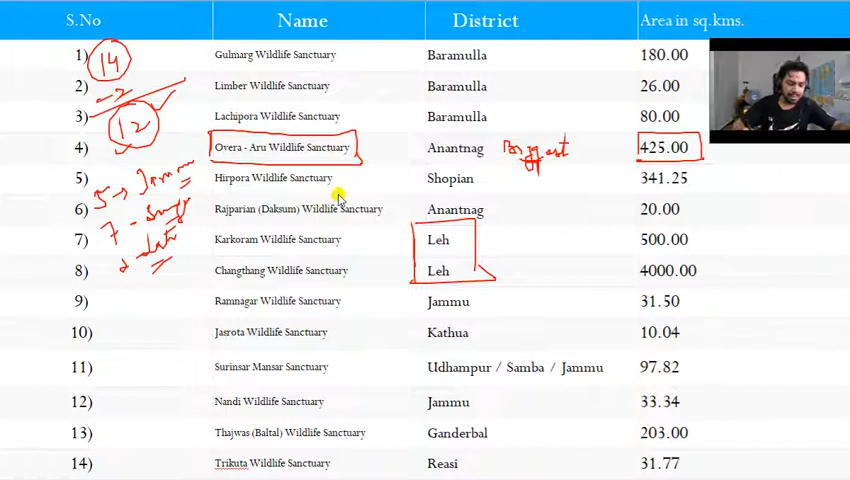 S.No Name District Area in sq.kms.
1) Gulmarg Wildlife Sanctuary Baramulla 180.00
14
2) Limber Wildlife Sanctuary Baramulla 26.00
-2
3) Lachipora Wildlife Sanctuary Baramulla 80.00
12
4) Overa - Aru Wildlife Sanctuary Anantnag 425.00
5) Hirpora Wildlife Sanctuary Shopian 341.25
5 → Jammu
6) Rajparian (Daksum) Wildlife Sanctuary Anantnag 20.00
7 -
7) Karkoram Wildlife Sanctuary Leh 500.00
8) Changthang Wildlife Sanctuary Leh 4000.00
9) Ramnagar Wildlife Sanctuary Jammu 31.50
10) Jasrota Wildlife Sanctuary Kathua 10.04
11) Surinsar Mansar Sanctuary Udhampur / Samba / Jammu 97.82
12) Nandi Wildlife Sanctuary Jammu 33.34
13) Thajwas (Baltal) Wildlife Sanctuary Ganderbal 203.00
14) Trikuta Wildlife Sanctuary Reasi 31.77